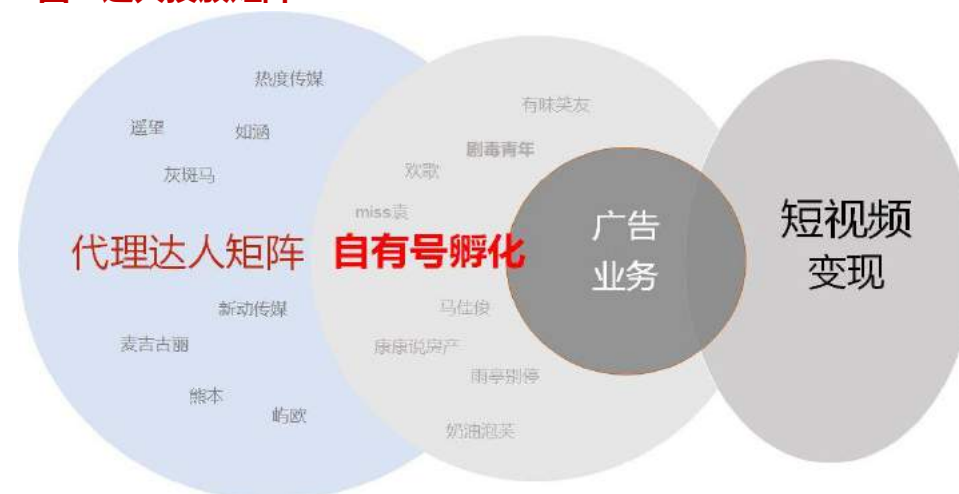 热度传媒
遥望
如涵
灰斑马
代理达人矩阵
新动传媒
麦吉古丽
熊本
屿欧
有味笑友
剧毒青年
欢歌
miss袁
自有号孵化
马仕俊
康康说房产
雨亭别停
奶油泡芙
广告
业务
短视频
变现